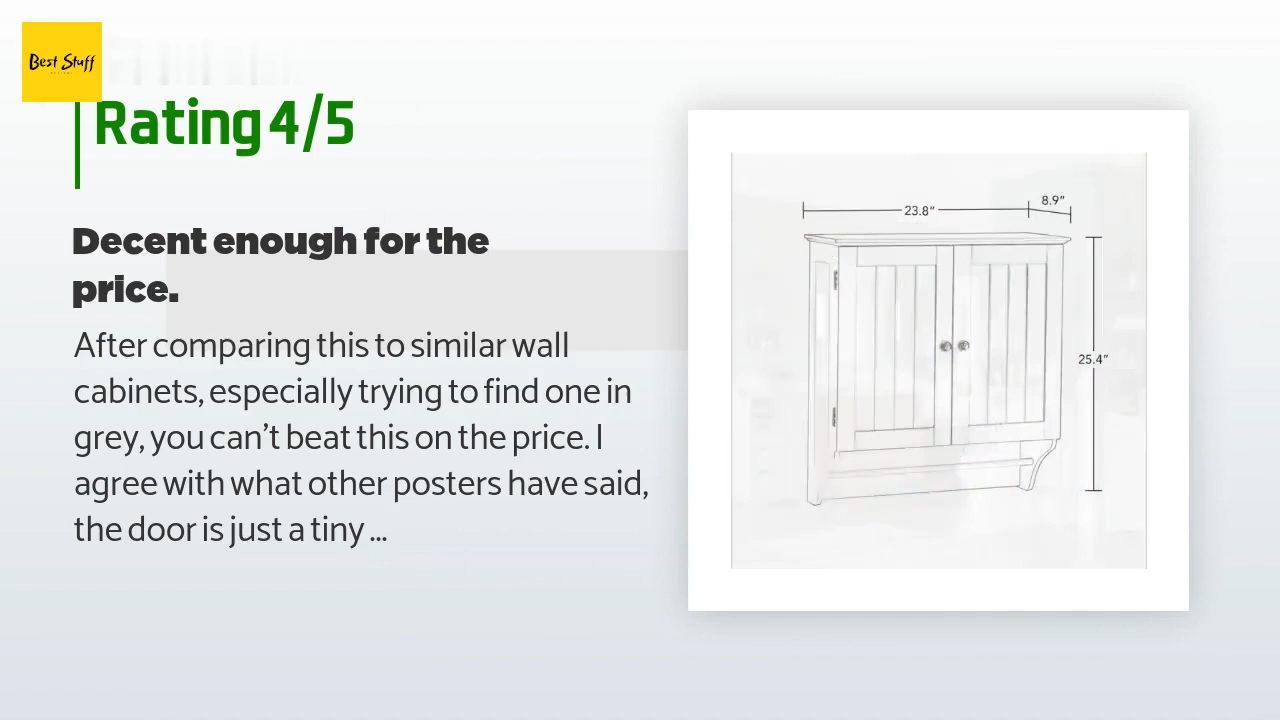 Best Stuff
Rating 4/5
Decent enough for the
price.
After comparing this to similar wall
cabinets, especially trying to find one in
grey, you can't beat this on the price. I
agree with what other posters have said,
the door is just a tiny ...
23.8"
8.9"
25.4"